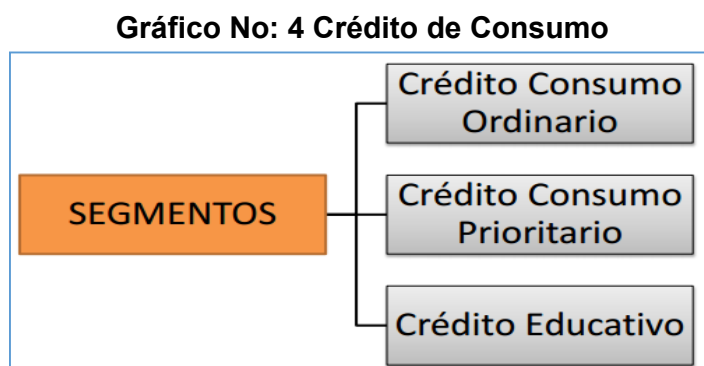 Gráfico No: 4 Crédito de Consumo
Crédito Consumo
Ordinario
SEGMENTOS
Crédito Consumo
Prioritario
Crédito Educativo